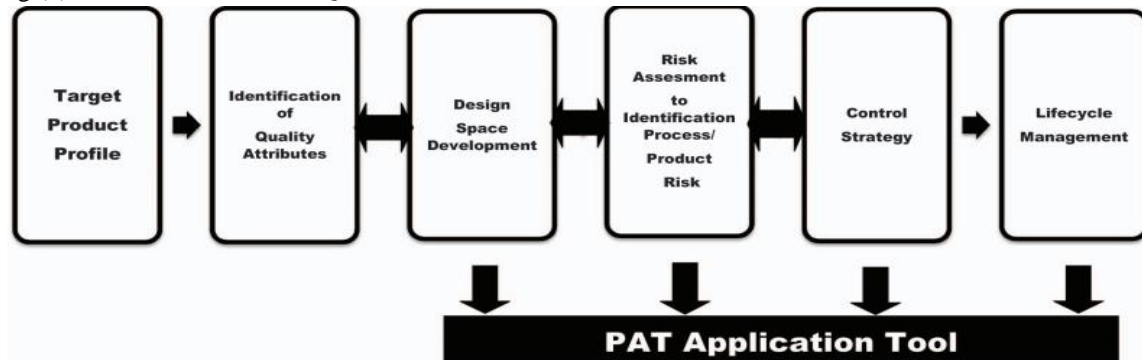 Target
Product
Profile
Identification
of
Quality
Attributes
Design
Space
Development
Risk
Assesment
to
Identification
Process/
Product
Risk
Control
Strategy
Lifecycle
Management
PAT Application Tool